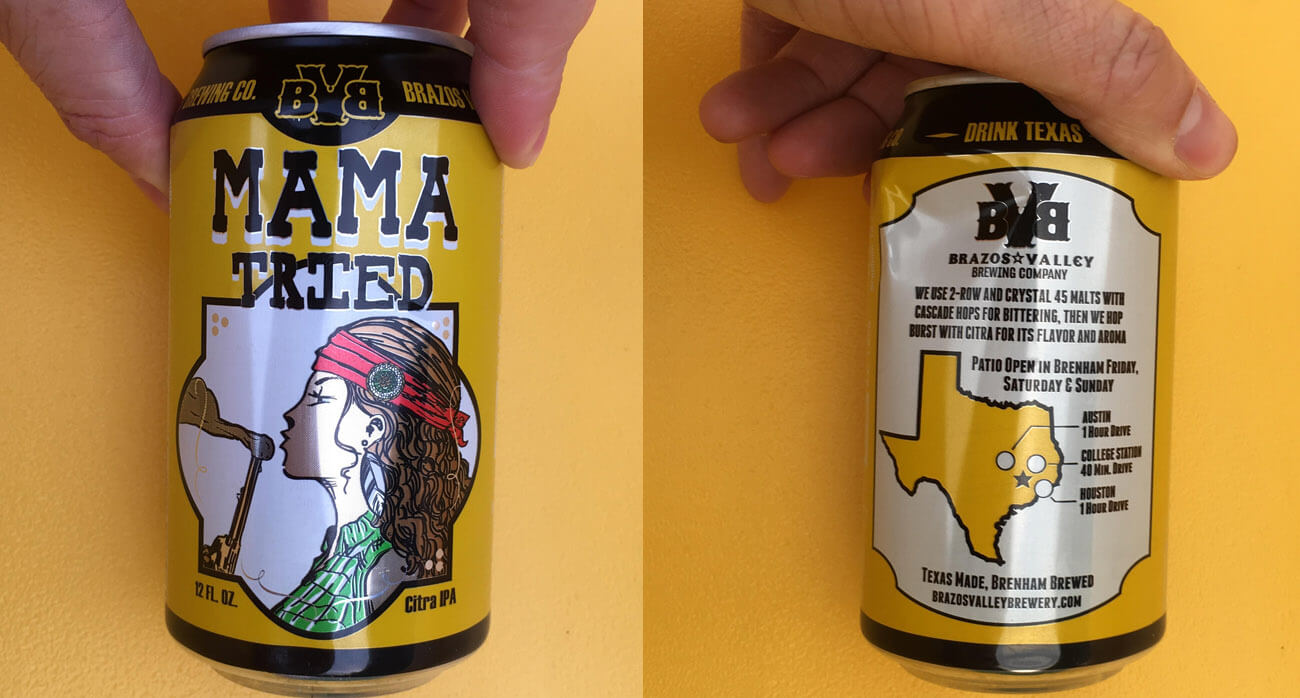 BREWING CO.
BVB
BRAZOS
MAMA
TRIED
12 FL. OZ.
Citra IPA
DRINK TEXAS
BVB
BRAZOS☆VALLEY
BREWING COMPANY
WE USE 2-ROW AND CRYSTAL 45 MALTS WITH
CASCADE HOPS FOR BITTERING, THEN WE HOP
BURST WITH CITRA FOR ITS FLAVOR AND AROMA
PATIO OPEN IN BRENHAM FRIDAY,
SATURDAY & SUNDAY
AUSTIN
1 HOUR DRIVE
COLLEGE STATION
40 MIN. DRIVE
HOUSTON
1 HOUR DRIVE
TEXAS MADE, BRENHAM BREWED
BRAZOSVALLEYBREWERY.COM